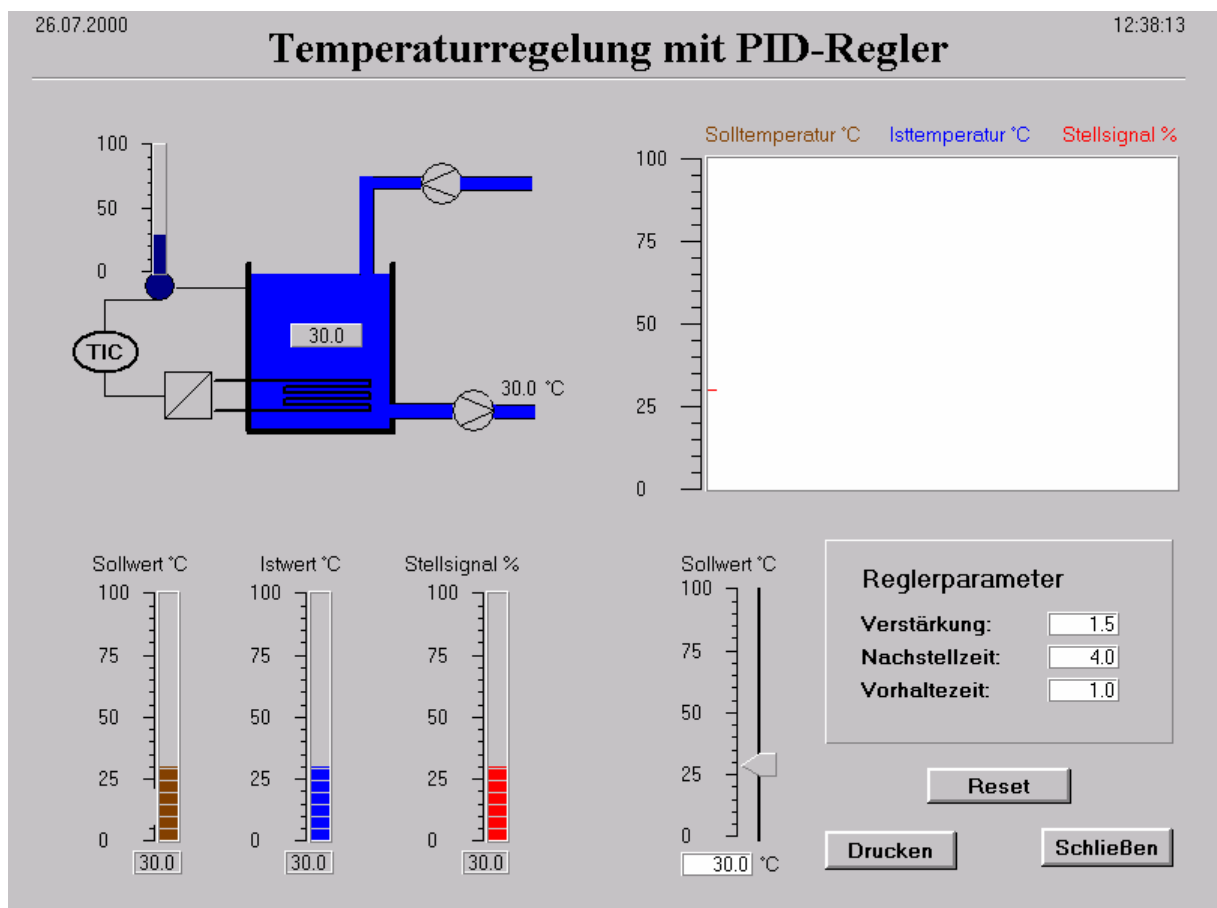 26.07.2000
12:38:13
Temperaturregelung mit PID-Regler
100
50
0
TIC
30.0
30.0 °C
Solltemperatur °C Isttemperatur °C Stellsignal %
100
75
50
25
0
Sollwert °C
100
75
50
25
0
30.0
Istwert °C
100
75
50
25
0
30.0
Stellsignal %
100
75
50
25
0
30.0
Sollwert °C
100
75
50
25
0
30.0 °C
Reglerparameter
Verstärkung: 1.5
Nachstellzeit: 4.0
Vorhaltezeit: 1.0
Reset
Drucken
Schließen